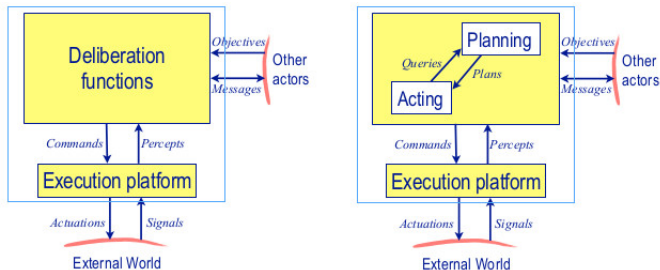 Deliberation
functions
Objectives
Messages
Other
actors
Commands
Percepts
Execution platform
Actuations
Signals
External World
Planning
Queries
Plans
Acting
Objectives
Messages
Other
actors
Commands
Percepts
Execution platform
Actuations
Signals
External World